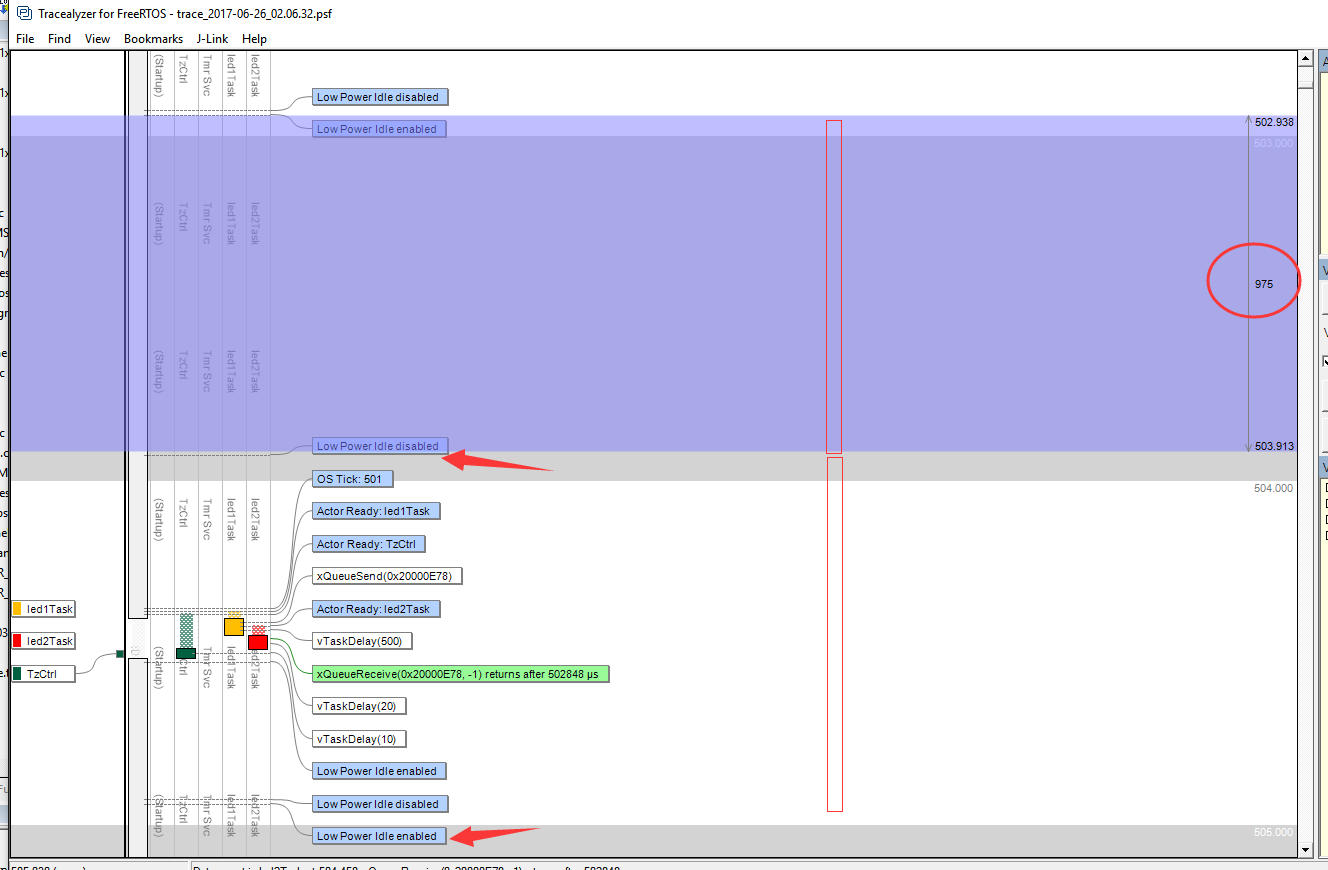 Tracealyzer for FreeRTOS - trace_2017-06-26_02.06.32.psf
File Find View Bookmarks J-Link Help
(Startup) TzCtrl Tmr Svc led1Task led2Task
Low Power Idle disabled
Low Power Idle enabled
502.938
503.000
(Startup) TzCtrl Tmr Svc led1Task led2Task
975
(Startup) TzCtrl Tmr Svc led1Task led2Task
Low Power Idle disabled
503.913
OS Tick: 501
504.000
(Startup) TzCtrl Tmr Svc led1Task led2Task
Actor Ready: led1Task
Actor Ready: TzCtrl
xQueueSend(0x20000E78)
led1Task
Actor Ready: led2Task
led2Task
vTaskDelay(500)
(Startup) Tmr Svc led1Task
TzCtrl
xQueueReceive(0x20000E78, -1) returns after 502848 µs
vTaskDelay(20)
vTaskDelay(10)
Low Power Idle enabled
(Startup) TzCtrl Tmr Svc led1Task led2Task
Low Power Idle disabled
Low Power Idle enabled
505.000